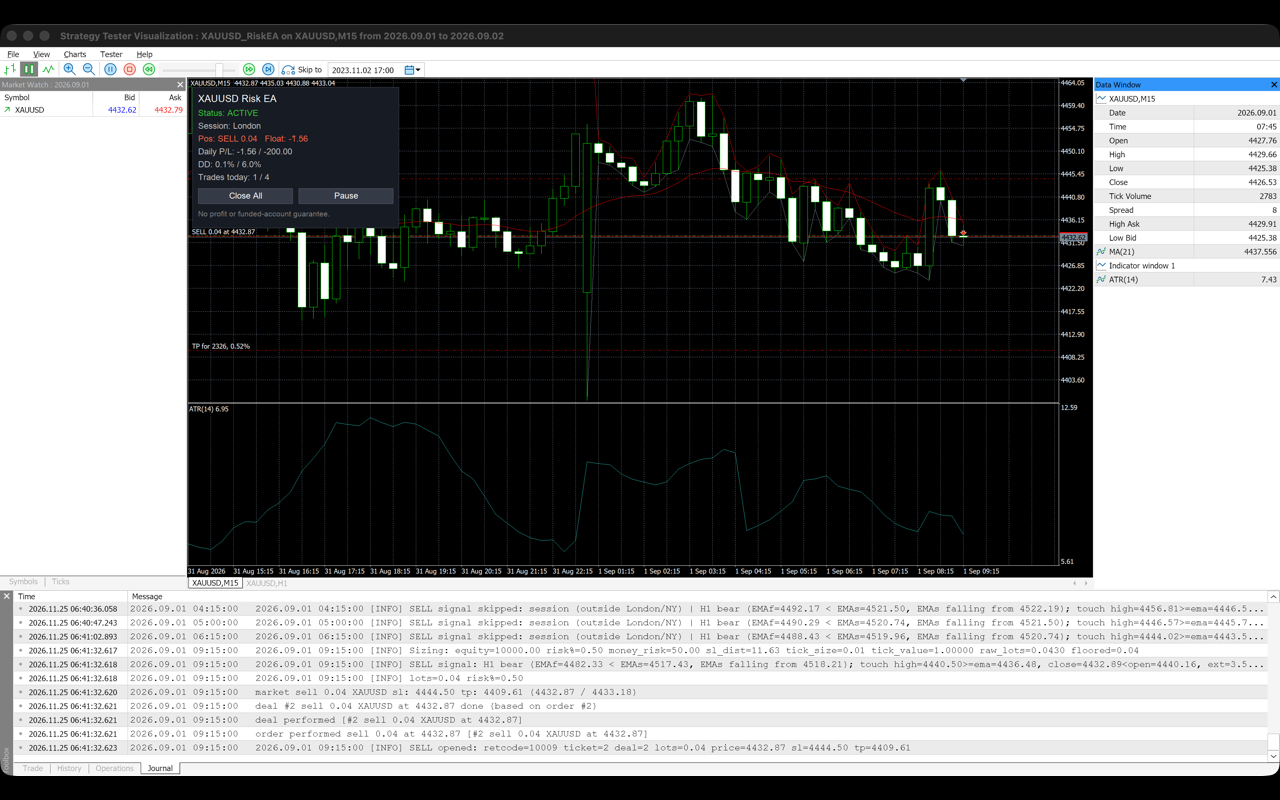 Strategy Tester Visualization : XAUUSD_RiskEA on XAUUSD,M15 from 2026.09.01 to 2026.09.02
File View Charts Tester Help
Skip to 2023.11.02 17:00
Market Watch : 2026.09.01
Symbol Bid Ask
XAUUSD 4432.62 4432.79
Symbols Ticks
XAUUSD,M15 4432.87 4435.03 4430.88 4433.04
XAUUSD Risk EA
Status: ACTIVE
Session: London
Pos: SELL 0.04 Float: -1.56
Daily P/L: -1.56 / -200.00
DD: 0.1% / 6.0%
Trades today: 1 / 4
Close All Pause
No profit or funded-account guarantee.
SELL 0.04 at 4432.87
TP for 2326, 0.52%
4464.05
4459.40
4454.75
4450.10
4445.45
4440.80
4436.15
4432.62
4431.50
4426.85
4422.20
4417.55
4412.90
4408.25
4403.60
ATR(14) 6.95
12.59
5.61
31 Aug 2026 31 Aug 15:15 31 Aug 16:15 31 Aug 17:15 31 Aug 18:15 31 Aug 19:15 31 Aug 20:15 31 Aug 21:15 31 Aug 22:15 1 Sep 01:15 1 Sep 02:15 1 Sep 03:15 1 Sep 04:15 1 Sep 05:15 1 Sep 06:15 1 Sep 07:15 1 Sep 08:15 1 Sep 09:15
XAUUSD,M15 XAUUSD,H1
Data Window
XAUUSD,M15
Date 2026.09.01
Time 07:45
Open 4427.76
High 4429.66
Low 4425.38
Close 4426.53
Tick Volume 2783
Spread 8
High Ask 4429.91
Low Bid 4425.38
MA(21) 4437.556
Indicator window 1
ATR(14) 7.43
Time Message
2026.11.25 06:40:36.058 2026.09.01 04:15:00 2026.09.01 04:15:00 [INFO] SELL signal skipped: session (outside London/NY) | H1 bear (EMAf=4492.17 < EMAs=4521.50, EMAs falling from 4522.19); touch high=4456.81>=ema=4446.5...
2026.11.25 06:40:47.243 2026.09.01 05:00:00 2026.09.01 05:00:00 [INFO] SELL signal skipped: session (outside London/NY) | H1 bear (EMAf=4490.29 < EMAs=4520.74, EMAs falling from 4521.50); touch high=4446.57>=ema=4445.7...
2026.11.25 06:41:02.893 2026.09.01 06:15:00 2026.09.01 06:15:00 [INFO] SELL signal skipped: session (outside London/NY) | H1 bear (EMAf=4488.43 < EMAs=4519.96, EMAs falling from 4520.74); touch high=4444.02>=ema=4443.5...
2026.11.25 06:41:32.617 2026.09.01 09:15:00 2026.09.01 09:15:00 [INFO] Sizing: equity=10000.00 risk%=0.50 money_risk=50.00 sl_dist=11.63 tick_size=0.01 tick_value=1.00000 raw_lots=0.0430 floored=0.04
2026.11.25 06:41:32.618 2026.09.01 09:15:00 2026.09.01 09:15:00 [INFO] SELL signal: H1 bear (EMAf=4482.33 < EMAs=4517.43, EMAs falling from 4518.21); touch high=4440.50>=ema=4436.48, close=4432.89<open=4440.16, ext=3.5...
2026.11.25 06:41:32.618 2026.09.01 09:15:00 2026.09.01 09:15:00 [INFO] lots=0.04 risk%=0.50
2026.11.25 06:41:32.620 2026.09.01 09:15:00 market sell 0.04 XAUUSD sl: 4444.50 tp: 4409.61 (4432.87 / 4433.18)
2026.11.25 06:41:32.621 2026.09.01 09:15:00 deal #2 sell 0.04 XAUUSD at 4432.87 done (based on order #2)
2026.11.25 06:41:32.621 2026.09.01 09:15:00 deal performed [#2 sell 0.04 XAUUSD at 4432.87]
2026.11.25 06:41:32.621 2026.09.01 09:15:00 order performed sell 0.04 at 4432.87 [#2 sell 0.04 XAUUSD at 4432.87]
2026.11.25 06:41:32.623 2026.09.01 09:15:00 2026.09.01 09:15:00 [INFO] SELL opened: retcode=10009 ticket=2 deal=2 lots=0.04 price=4432.87 sl=4444.50 tp=4409.61
Trade History Operations Journal